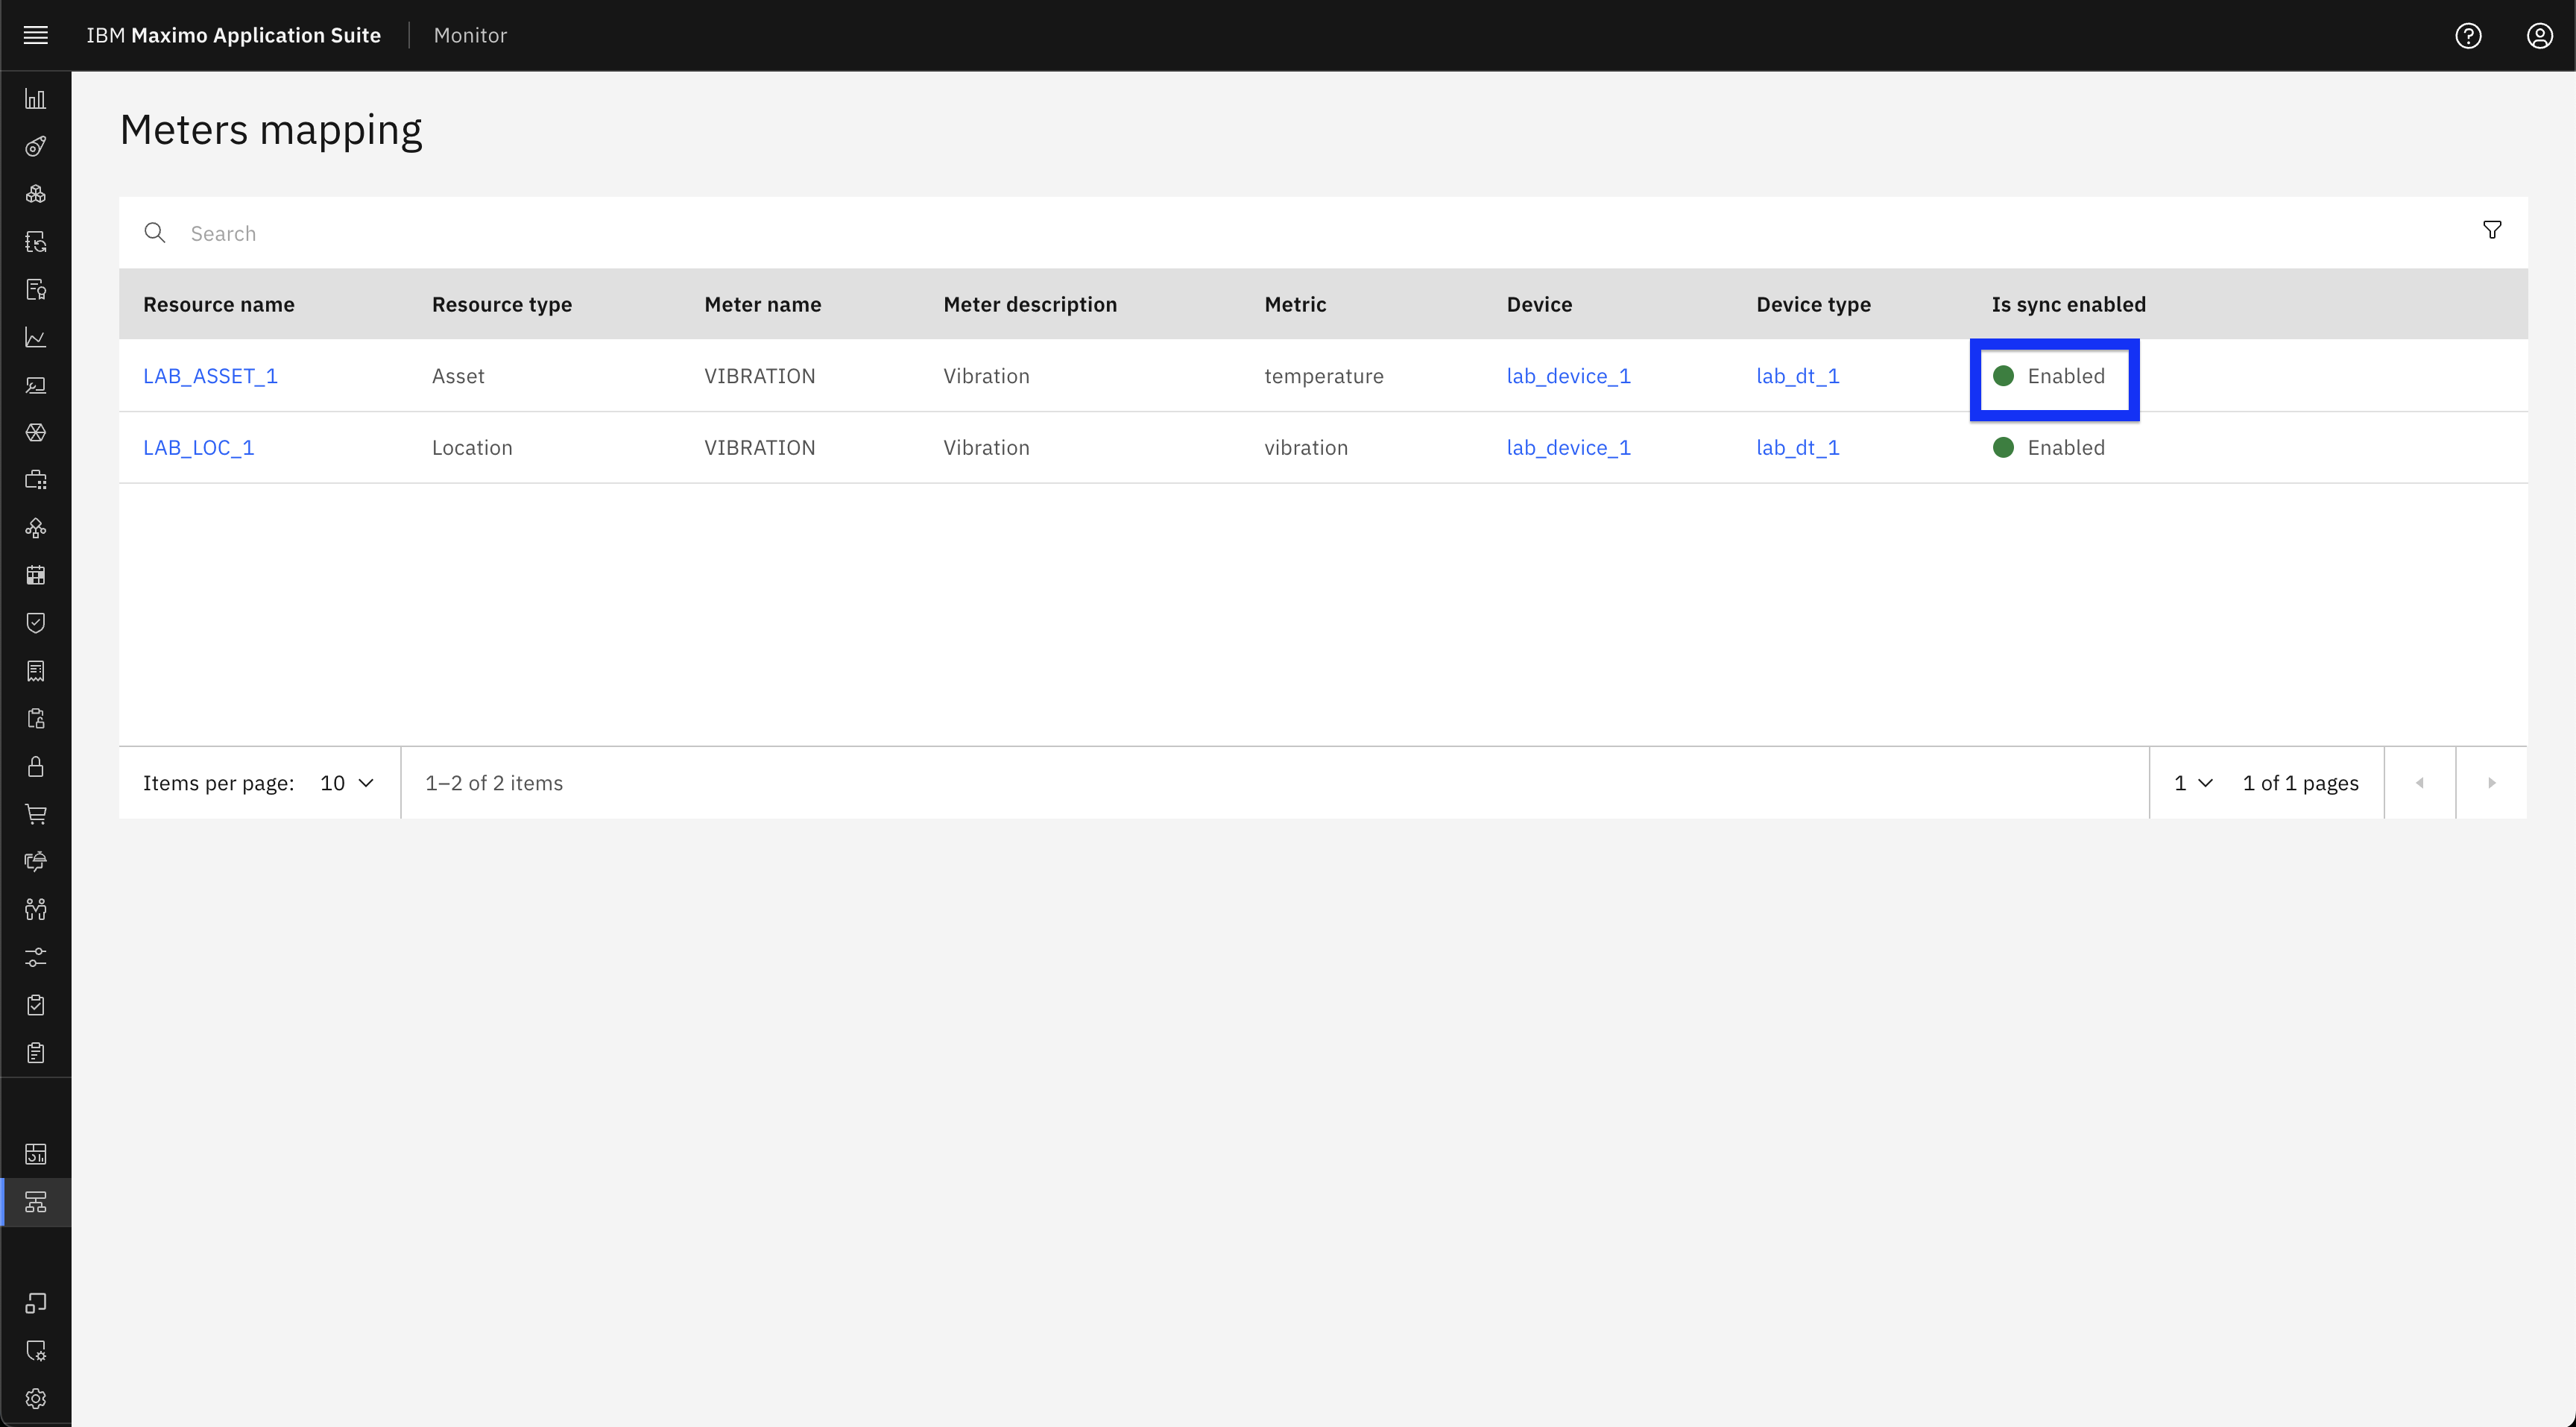 IBM Maximo Application Suite Monitor
Meters mapping
Search
Resource name Resource type Meter name Meter description Metric Device Device type Is sync enabled
LAB_ASSET_1 Asset VIBRATION Vibration temperature lab_device_1 lab_dt_1 Enabled
LAB_LOC_1 Location VIBRATION Vibration vibration lab_device_1 lab_dt_1 Enabled
Items per page: 10 1–2 of 2 items 1 1 of 1 pages